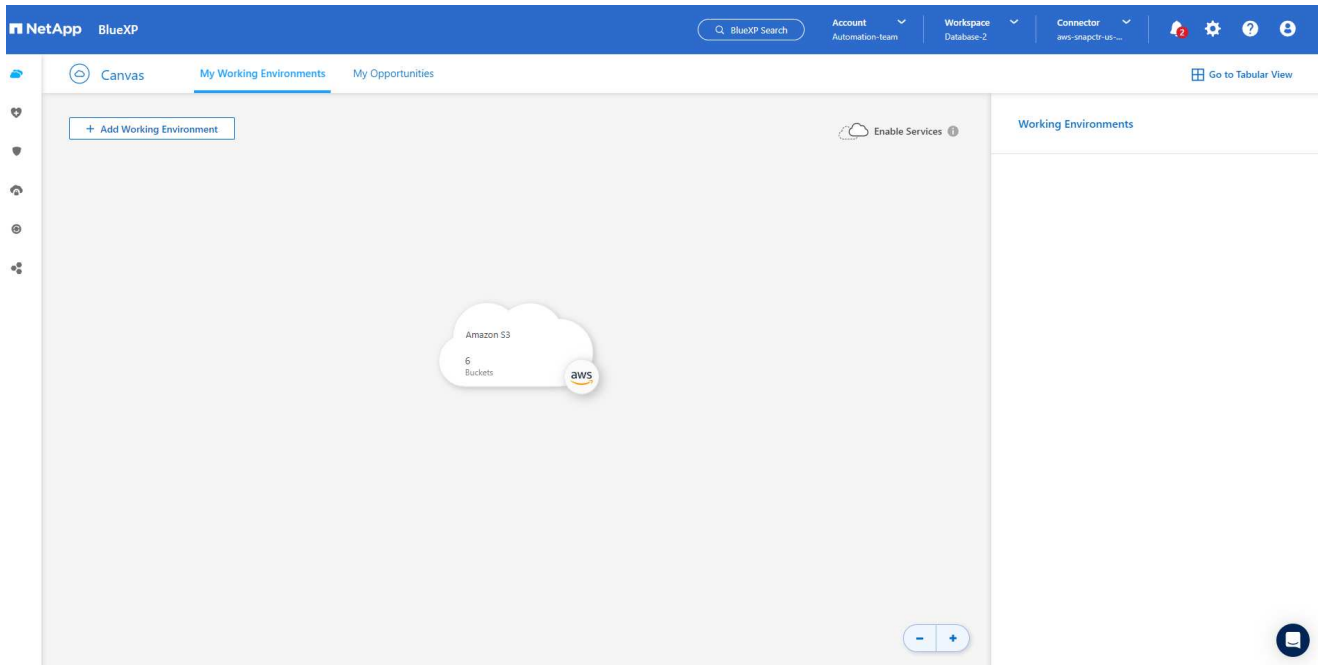 NetApp BlueXP
BlueXP Search
Account
Automation-team
Workspace
Database-2
Connector
aws-snapctr-us-...
2
Canvas
My Working Environments
My Opportunities
Go to Tabular View
+ Add Working Environment
Enable Services
Working Environments
Amazon S3
6
Buckets
aws
- +